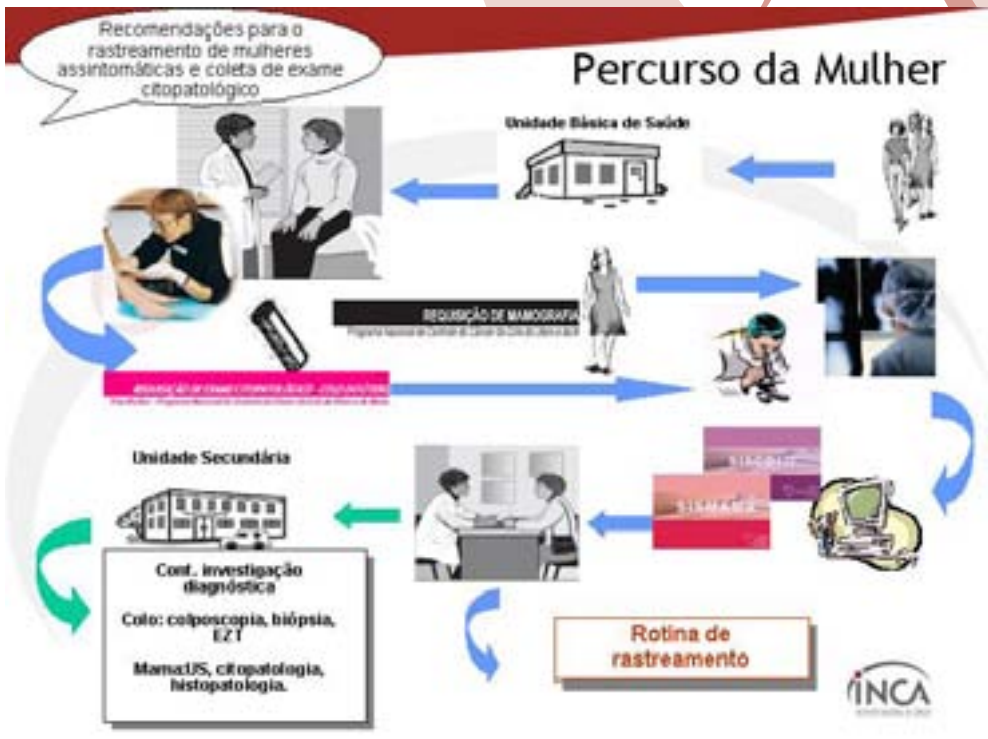 Recomendações para o
rastreamento de mulheres
assintomáticas e coleta de exame
citopatológico
Percurso da Mulher
Unidade Básica de Saúde
REQUISIÇÃO DE MAMOGRAFIA
SISCOLO
SISMAMA
Unidade Secundária
Cont. investigação
diagnóstica
Colo: colposcopia, biópsia,
EZT
Mama:US, citopatologia,
histopatologia.
Rotina de
rastreamento
INCA